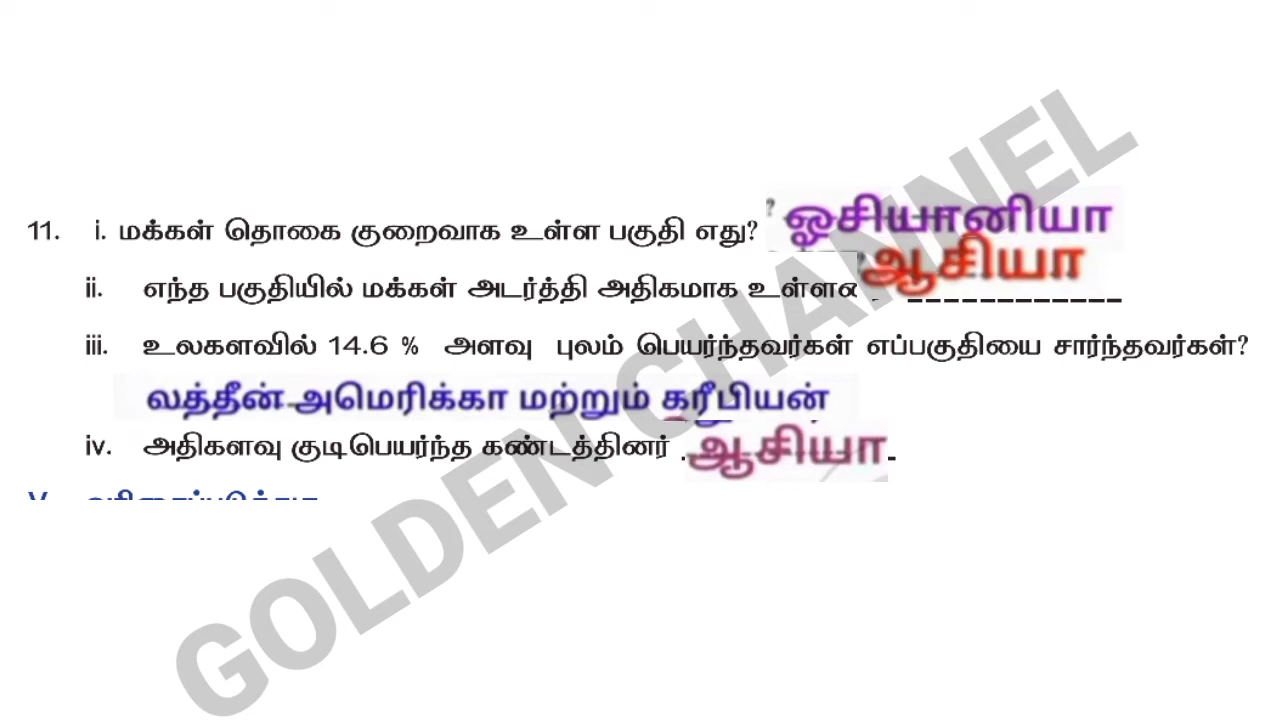 11. i. மக்கள் தொகை குறைவாக உள்ள பகுதி எது? ஓசியானியா
ii. எந்த பகுதியில் மக்கள் அடர்த்தி அதிகமாக உள்ளன ஆசியா
iii. உலகளவில் 14.6 % அளவு புலம் பெயர்ந்தவர்கள் எப்பகுதியை சார்ந்தவர்கள்?
லத்தீன் அமெரிக்கா மற்றும் கரீபியன்
iv. அதிகளவு குடிபெயர்ந்த கண்டத்தினர் ஆசியா
GOLDEN CHANNEL